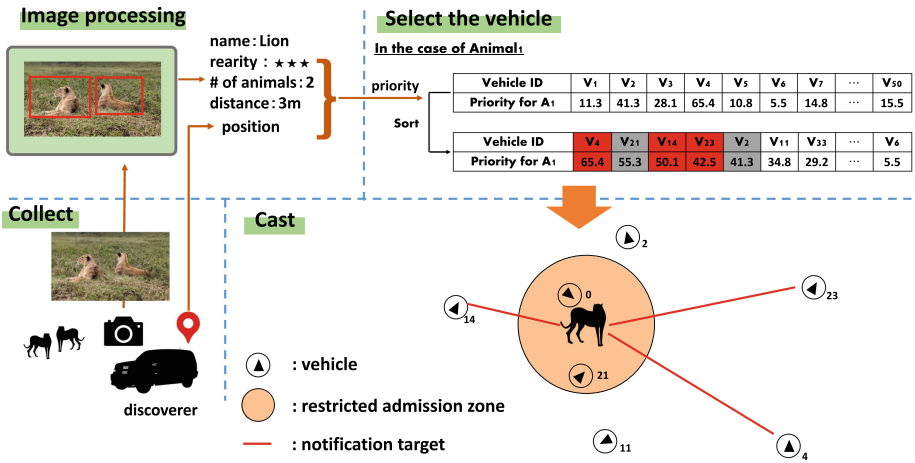 Image processing
name:Lion
rearity : ★★★
# of animals:2
distance:3m
position
Select the vehicle
In the case of Animal₁
priority
Sort
Vehicle ID V₁ V₂ V₃ V₄ V₅ V₆ V₇ ... V₅₀
Priority for A₁ 11.3 41.3 28.1 65.4 10.8 5.5 14.8 ... 15.5
Vehicle ID V₄ V₂₁ V₁₄ V₂₃ V₂ V₁₁ V₃₃ ... V₆
Priority for A₁ 65.4 55.3 50.1 42.5 41.3 34.8 29.2 ... 5.5
Collect
discoverer
Cast
2
0
23
14
21
11
4
: vehicle
: restricted admission zone
: notification target